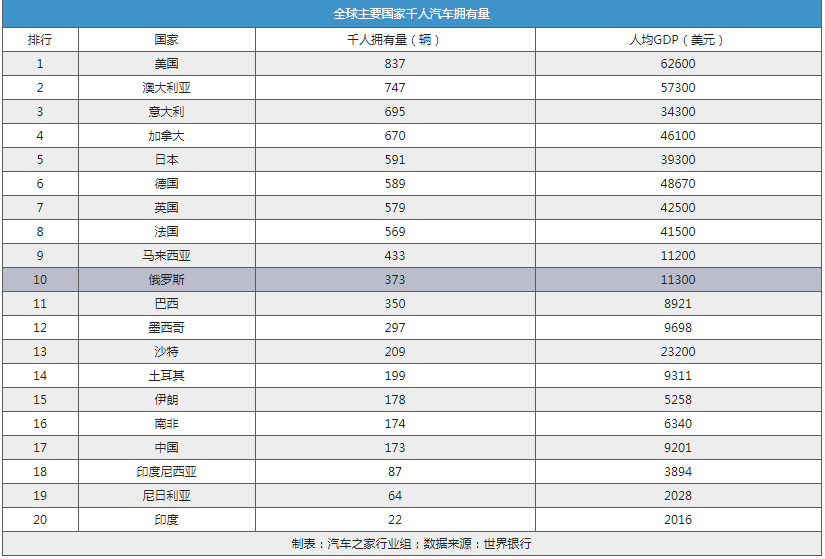 全球主要国家千人汽车拥有量
排行 国家 千人拥有量（辆） 人均GDP（美元）
1 美国 837 62600
2 澳大利亚 747 57300
3 意大利 695 34300
4 加拿大 670 46100
5 日本 591 39300
6 德国 589 48670
7 英国 579 42500
8 法国 569 41500
9 马来西亚 433 11200
10 俄罗斯 373 11300
11 巴西 350 8921
12 墨西哥 297 9698
13 沙特 209 23200
14 土耳其 199 9311
15 伊朗 178 5258
16 南非 174 6340
17 中国 173 9201
18 印度尼西亚 87 3894
19 尼日利亚 64 2028
20 印度 22 2016
制表：汽车之家行业组；数据来源：世界银行